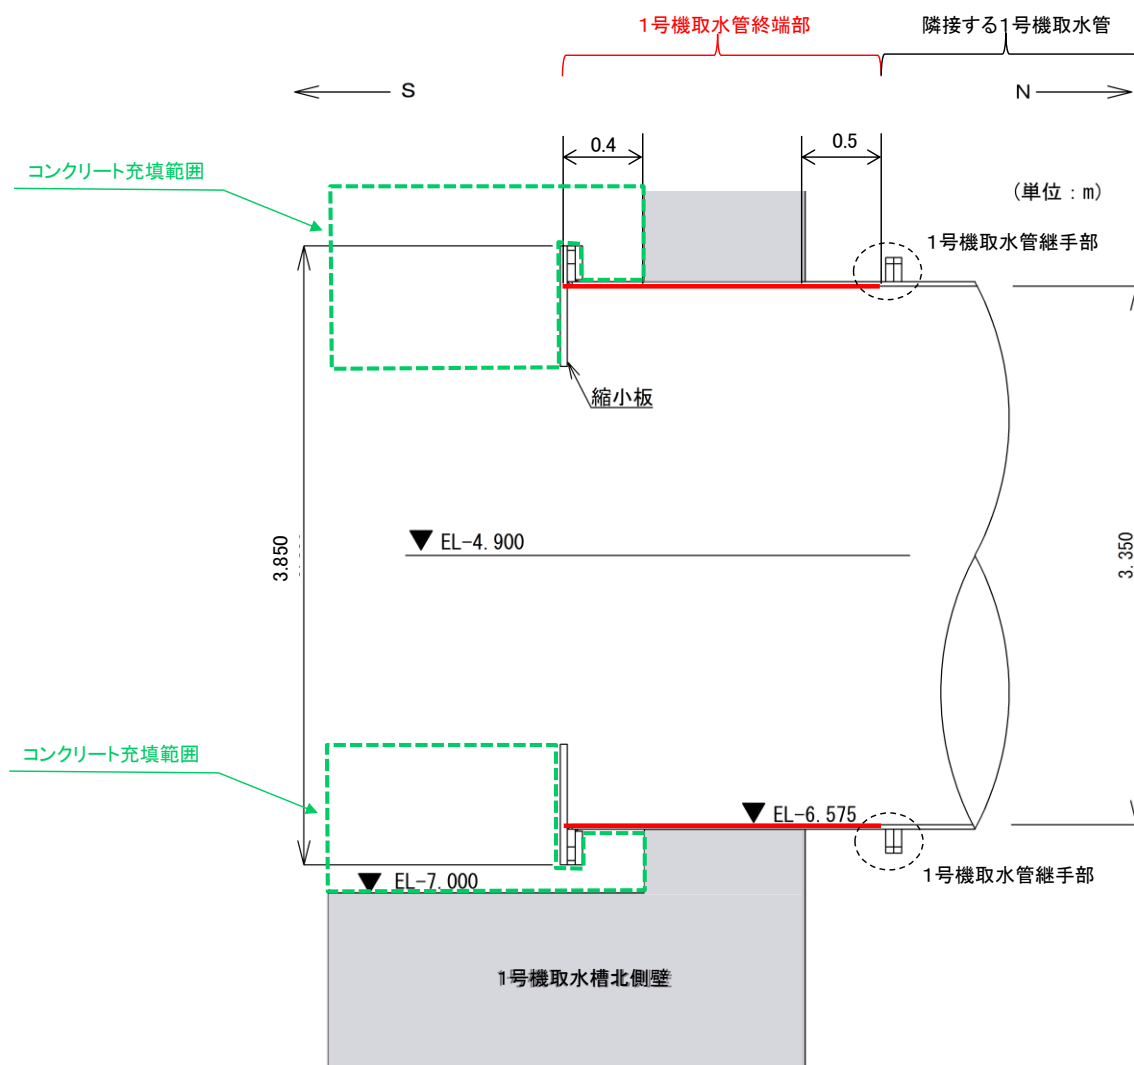 1号機取水管終端部
隣接する1号機取水管
S
N
0.4
0.5
コンクリート充填範囲
(単位:m)
1号機取水管継手部
縮小板
EL-4.900
3.850
3.350
コンクリート充填範囲
EL-6.575
1号機取水管継手部
EL-7.000
1号機取水槽北側壁